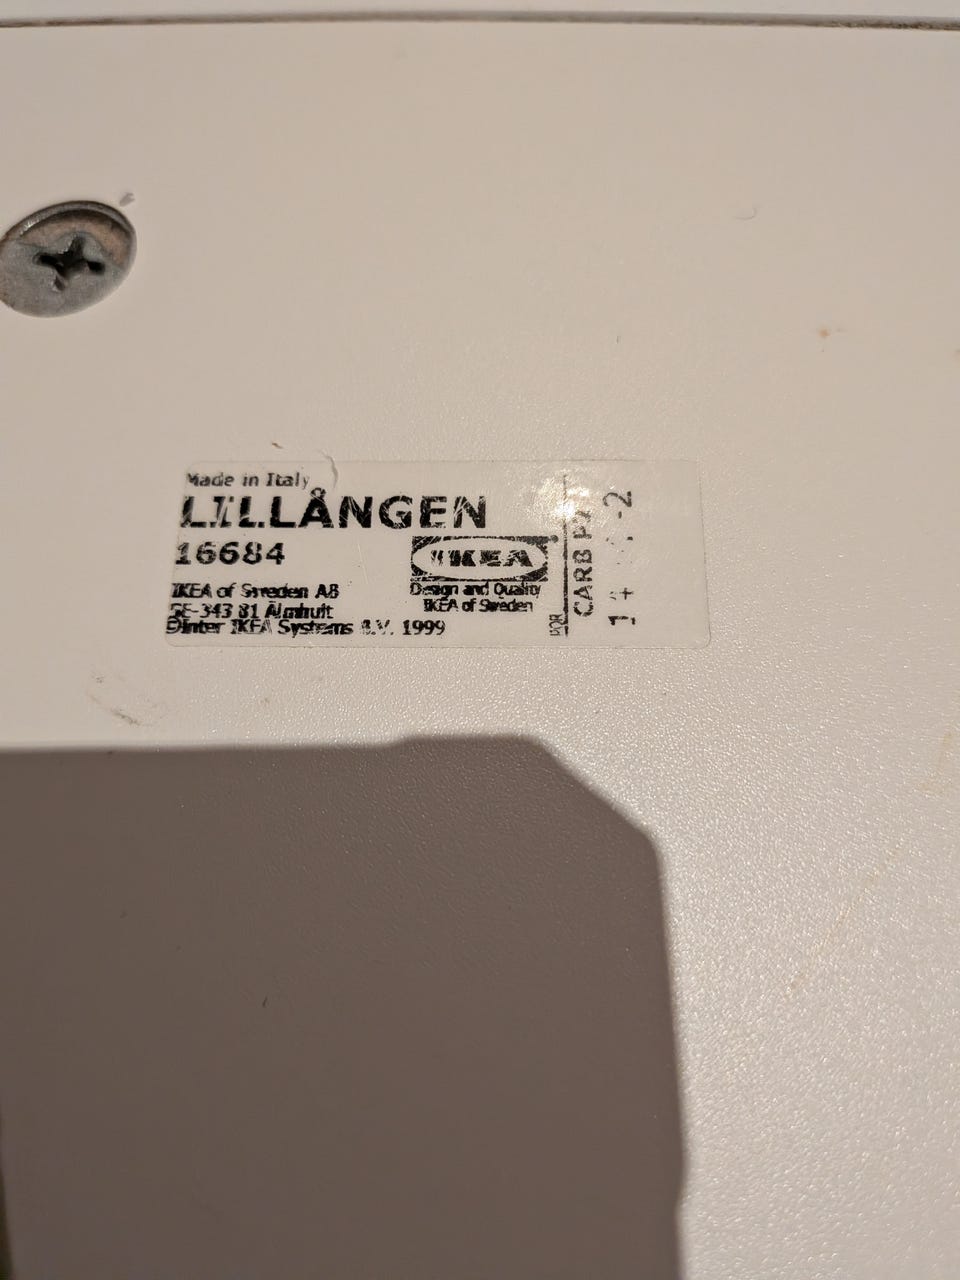 Made in Italy
LILLÅNGEN
16684
IKEA
IKEA of Sweden AB
SE-343 81 Älmhult
©Inter IKEA Systems B.V. 1999
Design and Quality
IKEA of Sweden
CARB